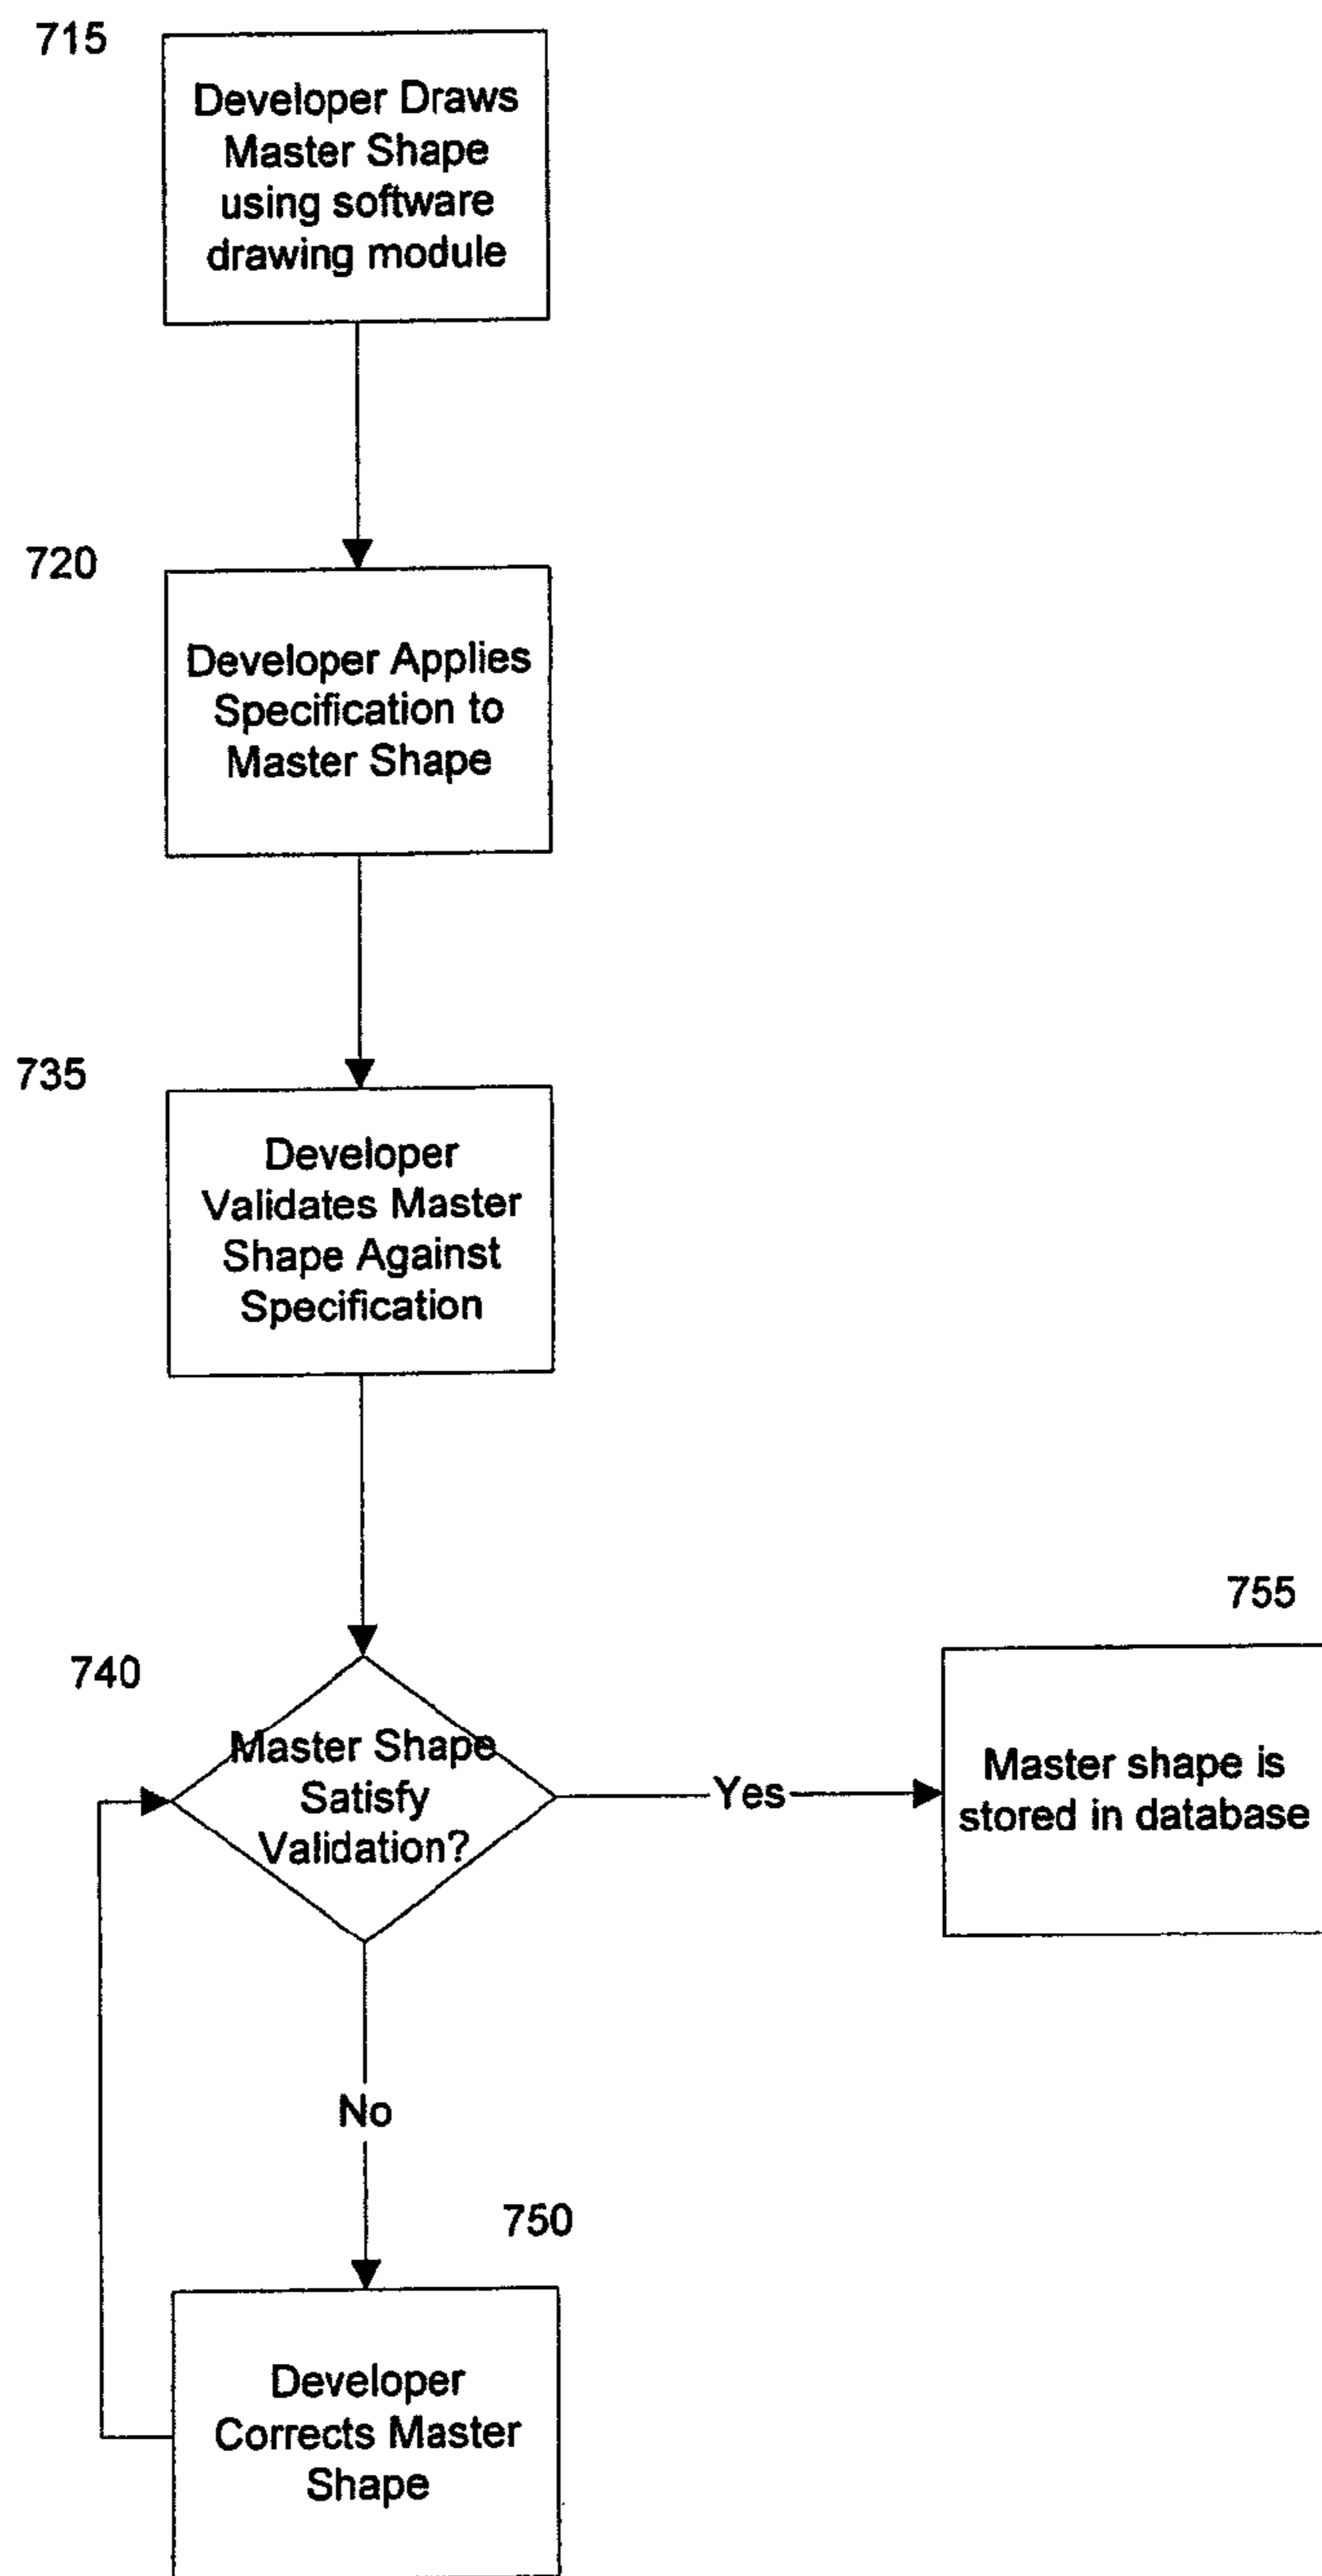 715
Developer Draws
Master Shape
using software
drawing module
720
Developer Applies
Specification to
Master Shape
735
Developer
Validates Master
Shape Against
Specification
740
Master Shape
Satisfy
Validation?
Yes
755
Master shape is
stored in database
No
750
Developer
Corrects Master
Shape